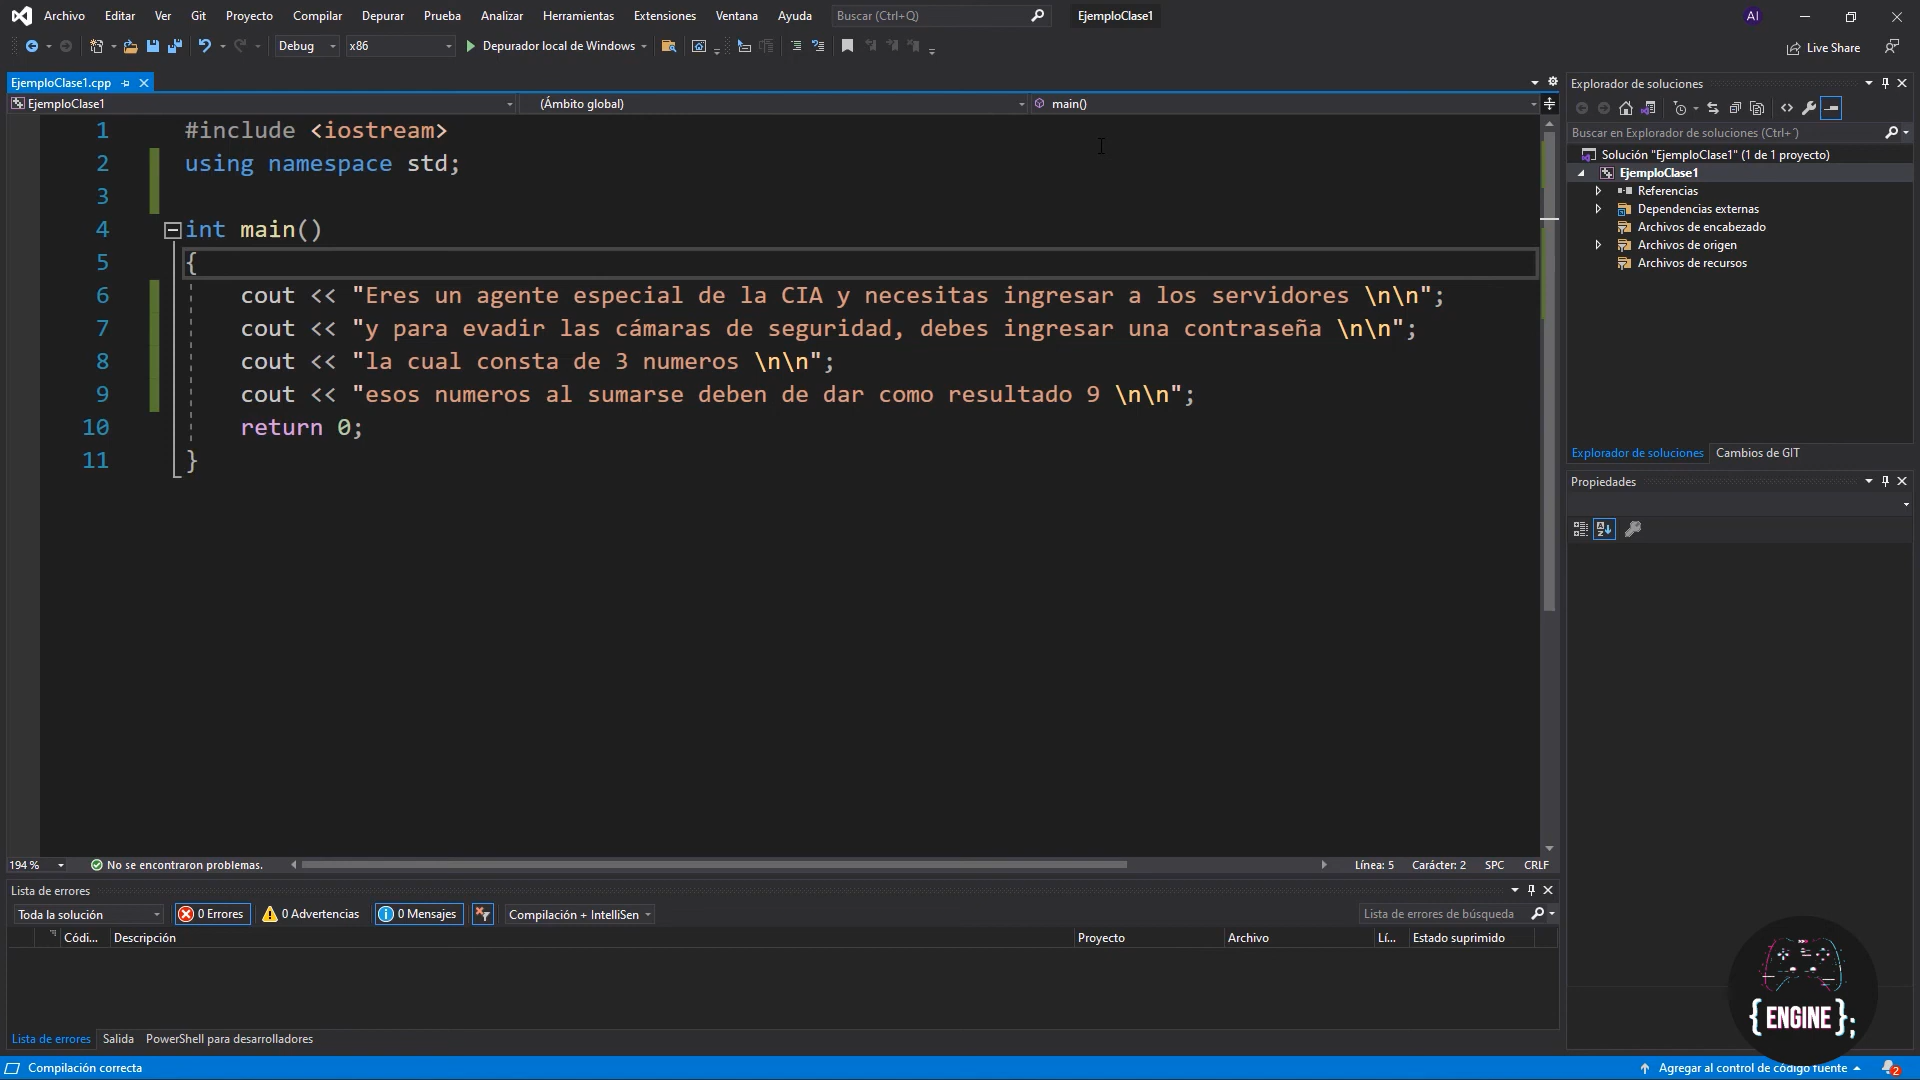 Archivo Editar Ver Git Proyecto Compilar Depurar Prueba Analizar Herramientas Extensiones Ventana Ayuda Buscar (Ctrl+Q) EjemploClase1 AI
Debug x86 Depurador local de Windows Live Share
EjemploClase1.cpp
EjemploClase1 (Ámbito global) main()
1 #include <iostream>
2 using namespace std;
3
4 int main()
5 {
6 cout << "Eres un agente especial de la CIA y necesitas ingresar a los servidores \n\n";
7 cout << "y para evadir las cámaras de seguridad, debes ingresar una contraseña \n\n";
8 cout << "la cual consta de 3 numeros \n\n";
9 cout << "esos numeros al sumarse deben de dar como resultado 9 \n\n";
10 return 0;
11 }
194 % No se encontraron problemas. Línea: 5 Carácter: 2 SPC CRLF
Lista de errores
Toda la solución 0 Errores 0 Advertencias 0 Mensajes Compilación + IntelliSen Lista de errores de búsqueda
Códi... Descripción Proyecto Archivo Lí... Estado suprimido
Lista de errores Salida PowerShell para desarrolladores
Compilación correcta
Explorador de soluciones
Buscar en Explorador de soluciones (Ctrl+´)
Solución "EjemploClase1" (1 de 1 proyecto)
EjemploClase1
Referencias
Dependencias externas
Archivos de encabezado
Archivos de origen
Archivos de recursos
Explorador de soluciones Cambios de GIT
Propiedades
{ENGINE};
Agregar al control de código fuente 2